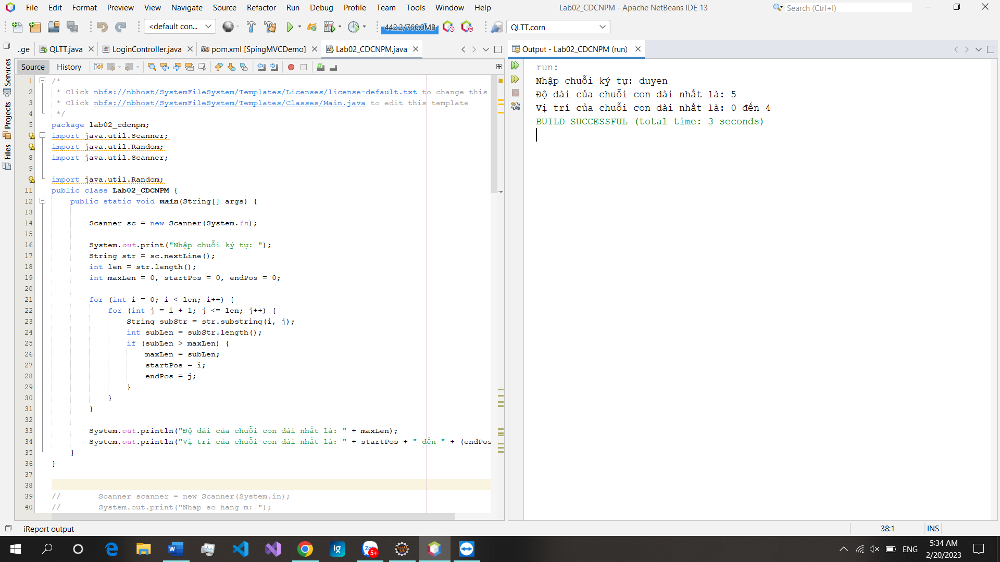 File Edit Format Preview View Navigate Source Refactor Run Debug Profile Team Tools Window Help
Lab02_CDCNPM - Apache NetBeans IDE 13
Search (Ctrl+I)
<default con...
442.2/766.0MB
QLTT.corn
..ge
QLTT.java
LoginController.java
pom.xml [SpingMVCDemo]
Lab02_CDCNPM.java
Source History
Services
Projects
Files
1 /*
2 * Click nbfs://nbhost/SystemFileSystem/Templates/Licenses/license-default.txt to change this
3 * Click nbfs://nbhost/SystemFileSystem/Templates/Classes/Main.java to edit this template
4 */
5 package lab02_cdcnpm;
import java.util.Scanner;
import java.util.Random;
8 import java.util.Scanner;
9
import java.util.Random;
11 public class Lab02_CDCNPM {
12 public static void main(String[] args) {
13
14 Scanner sc = new Scanner(System.in);
15
16 System.out.print("Nhập chuỗi ký tự: ");
17 String str = sc.nextLine();
18 int len = str.length();
19 int maxLen = 0, startPos = 0, endPos = 0;
20
21 for (int i = 0; i < len; i++) {
22 for (int j = i + 1; j <= len; j++) {
23 String subStr = str.substring(i, j);
24 int subLen = subStr.length();
25 if (subLen > maxLen) {
26 maxLen = subLen;
27 startPos = i;
28 endPos = j;
29 }
30 }
31 }
32
33 System.out.println("Độ dài của chuỗi con dài nhất là: " + maxLen);
34 System.out.println("Vị trí của chuỗi con dài nhất là: " + startPos + " đến " + (endPos
35 }
36 }
37
38
39 // Scanner scanner = new Scanner(System.in);
40 // System.out.print("Nhap so hang m: ");
Output - Lab02_CDCNPM (run)
run:
Nhập chuỗi ký tự: duyen
Độ dài của chuỗi con dài nhất là: 5
Vị trí của chuỗi con dài nhất là: 0 đến 4
BUILD SUCCESSFUL (total time: 3 seconds)
iReport output
38:1
INS
ig
5+
ENG
5:34 AM
2/20/2023